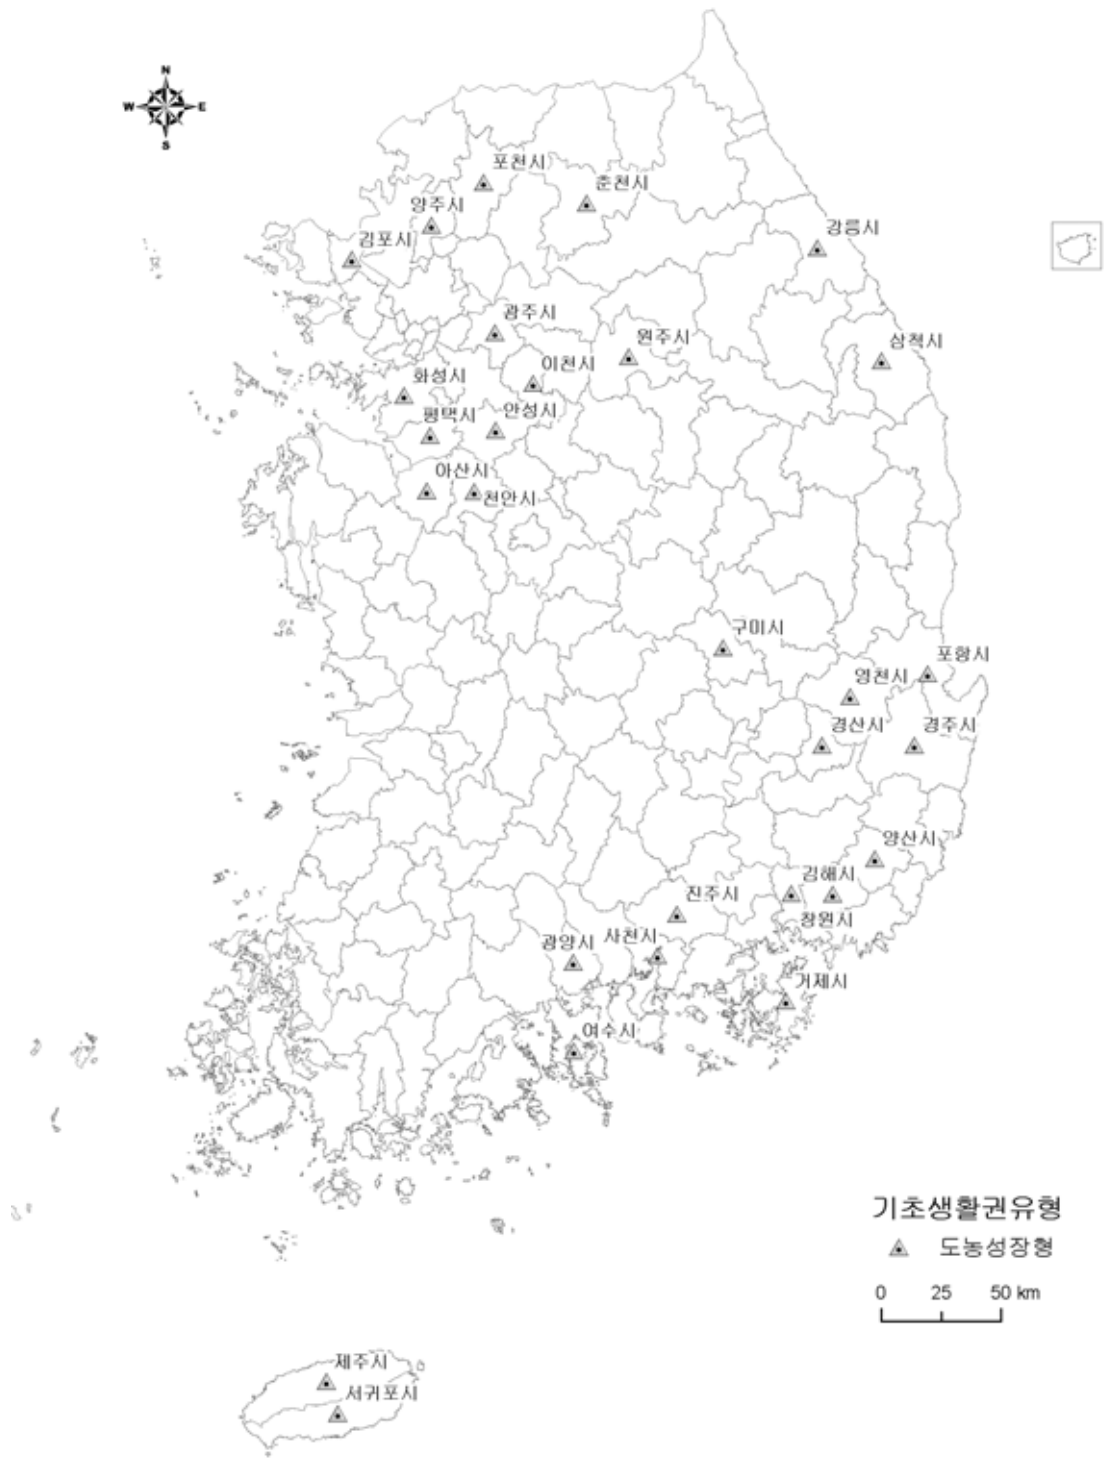 N
W E
S
포천시
춘천시
양주시
강릉시
김포시
광주시
원주시
삼척시
이천시
화성시
안성시
평택시
아산시
천안시
구미시
포항시
영천시
경산시
경주시
양산시
김해시
진주시
창원시
사천시
광양시
거제시
여수시
기초생활권유형
도농성장형
0 25 50 km
제주시
서귀포시